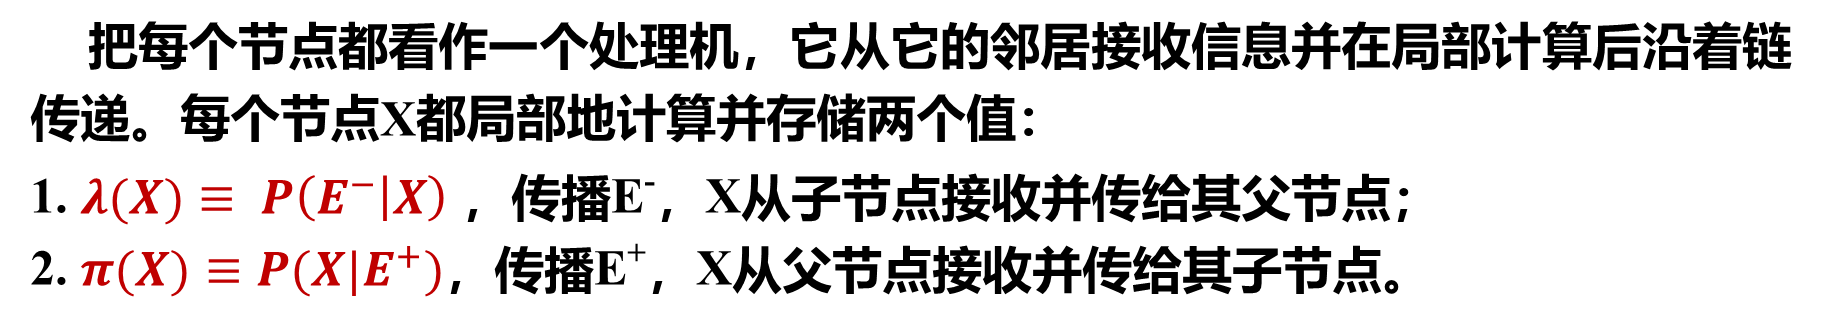 把每个节点都看作一个处理机，它从它的邻居接收信息并在局部计算后沿着链
传递。每个节点X都局部地计算并存储两个值：
1. λ(X) ≡ P(E⁻|X) ，传播E⁻，X从子节点接收并传给其父节点；
2. π(X) ≡ P(X|E⁺)，传播E⁺，X从父节点接收并传给其子节点。